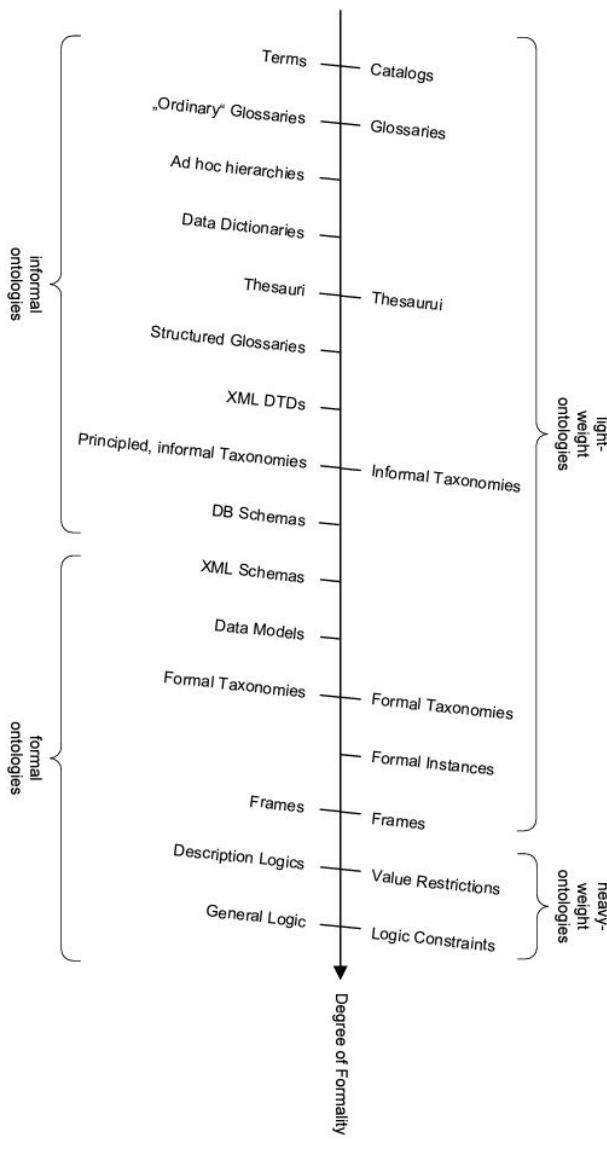 Terms
Catalogs
„Ordinary“ Glossaries
Glossaries
Ad hoc hierarchies
Data Dictionaries
Thesauri
Thesaurui
Structured Glossaries
XML DTDs
Principled, informal Taxonomies
Informal Taxonomies
DB Schemas
XML Schemas
Data Models
Formal Taxonomies
Formal Taxonomies
Formal Instances
Frames
Frames
Description Logics
Value Restrictions
General Logic
Logic Constraints
informal
ontologies
formal
ontologies
light-
weight
ontologies
heavy-
weight
ontologies
Degree of Formality